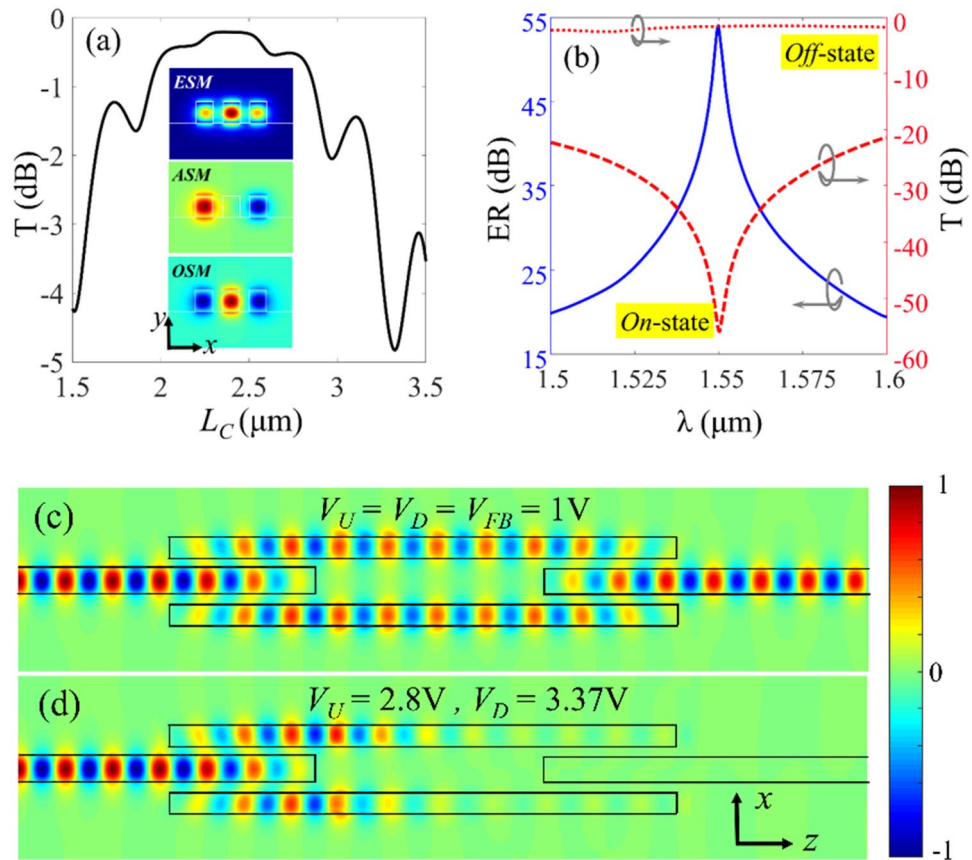 (a)
T (dB)
0
-1
-2
-3
-4
-5
ESM
ASM
OSM
y
x
1.5 2 2.5 3 3.5
L_C (μm)
(b)
ER (dB)
55
45
35
25
15
Off-state
On-state
0
-10
-20
-30
-40
-50
-60
T (dB)
1.5 1.525 1.55 1.575 1.6
λ (μm)
(c)
V_U = V_D = V_FB = 1V
(d)
V_U = 2.8V , V_D = 3.37V
x
z
1
0
-1